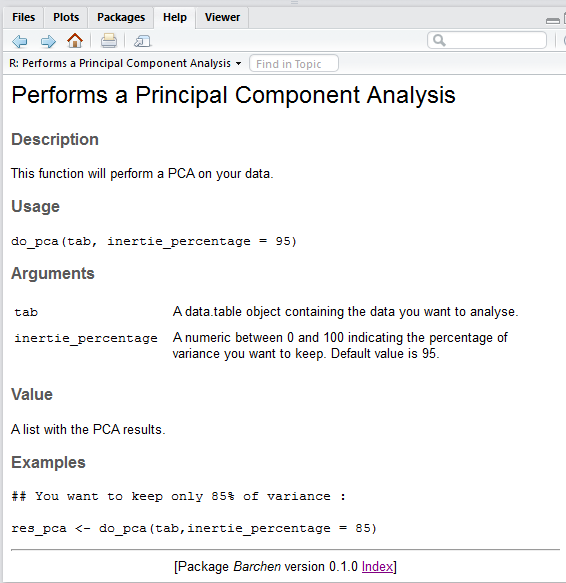 Files Plots Packages Help Viewer
R: Performs a Principal Component Analysis Find in Topic
Performs a Principal Component Analysis
Description
This function will perform a PCA on your data.
Usage
do_pca(tab, inertie_percentage = 95)
Arguments
tab A data.table object containing the data you want to analyse.
inertie_percentage A numeric between 0 and 100 indicating the percentage of
variance you want to keep. Default value is 95.
Value
A list with the PCA results.
Examples
## You want to keep only 85% of variance :
res_pca <- do_pca(tab,inertie_percentage = 85)
[Package Barchen version 0.1.0 Index]